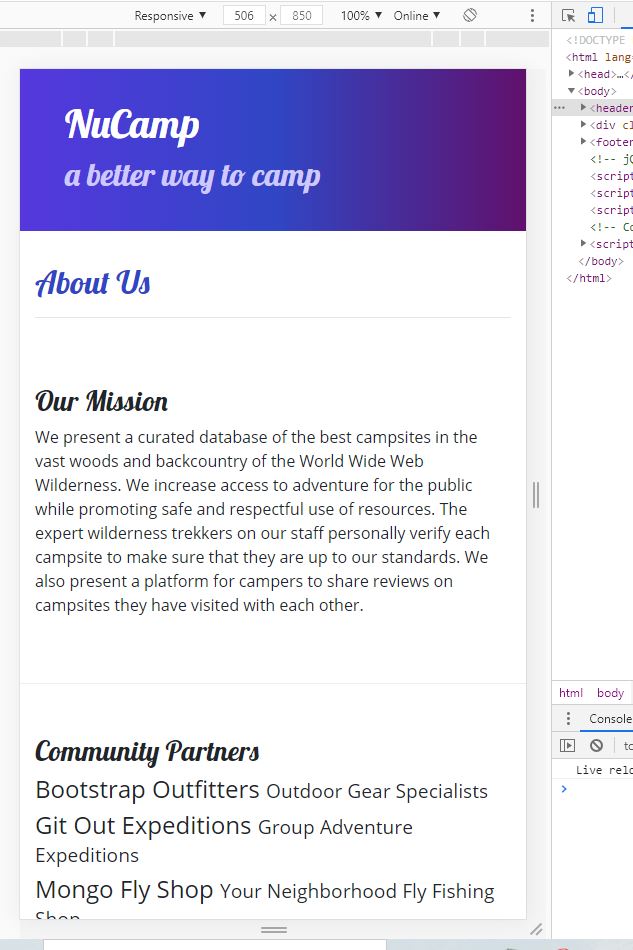 Responsive ▼ 506 × 850 100% ▼ Online ▼
NuCamp
a better way to camp
About Us
Our Mission
We present a curated database of the best campsites in the
vast woods and backcountry of the World Wide Web
Wilderness. We increase access to adventure for the public
while promoting safe and respectful use of resources. The
expert wilderness trekkers on our staff personally verify each
campsite to make sure that they are up to our standards. We
also present a platform for campers to share reviews on
campsites they have visited with each other.
Community Partners
Bootstrap Outfitters Outdoor Gear Specialists
Git Out Expeditions Group Adventure
Expeditions
Mongo Fly Shop Your Neighborhood Fly Fishing
Shop
<!DOCTYPE
<html lang=
<head>…</
<body>
<header
<div cl
<footer
<!-- jQ
<script
<script
<script
<!-- Co
<script
</body>
</html>
html body
Console
to
Live relo